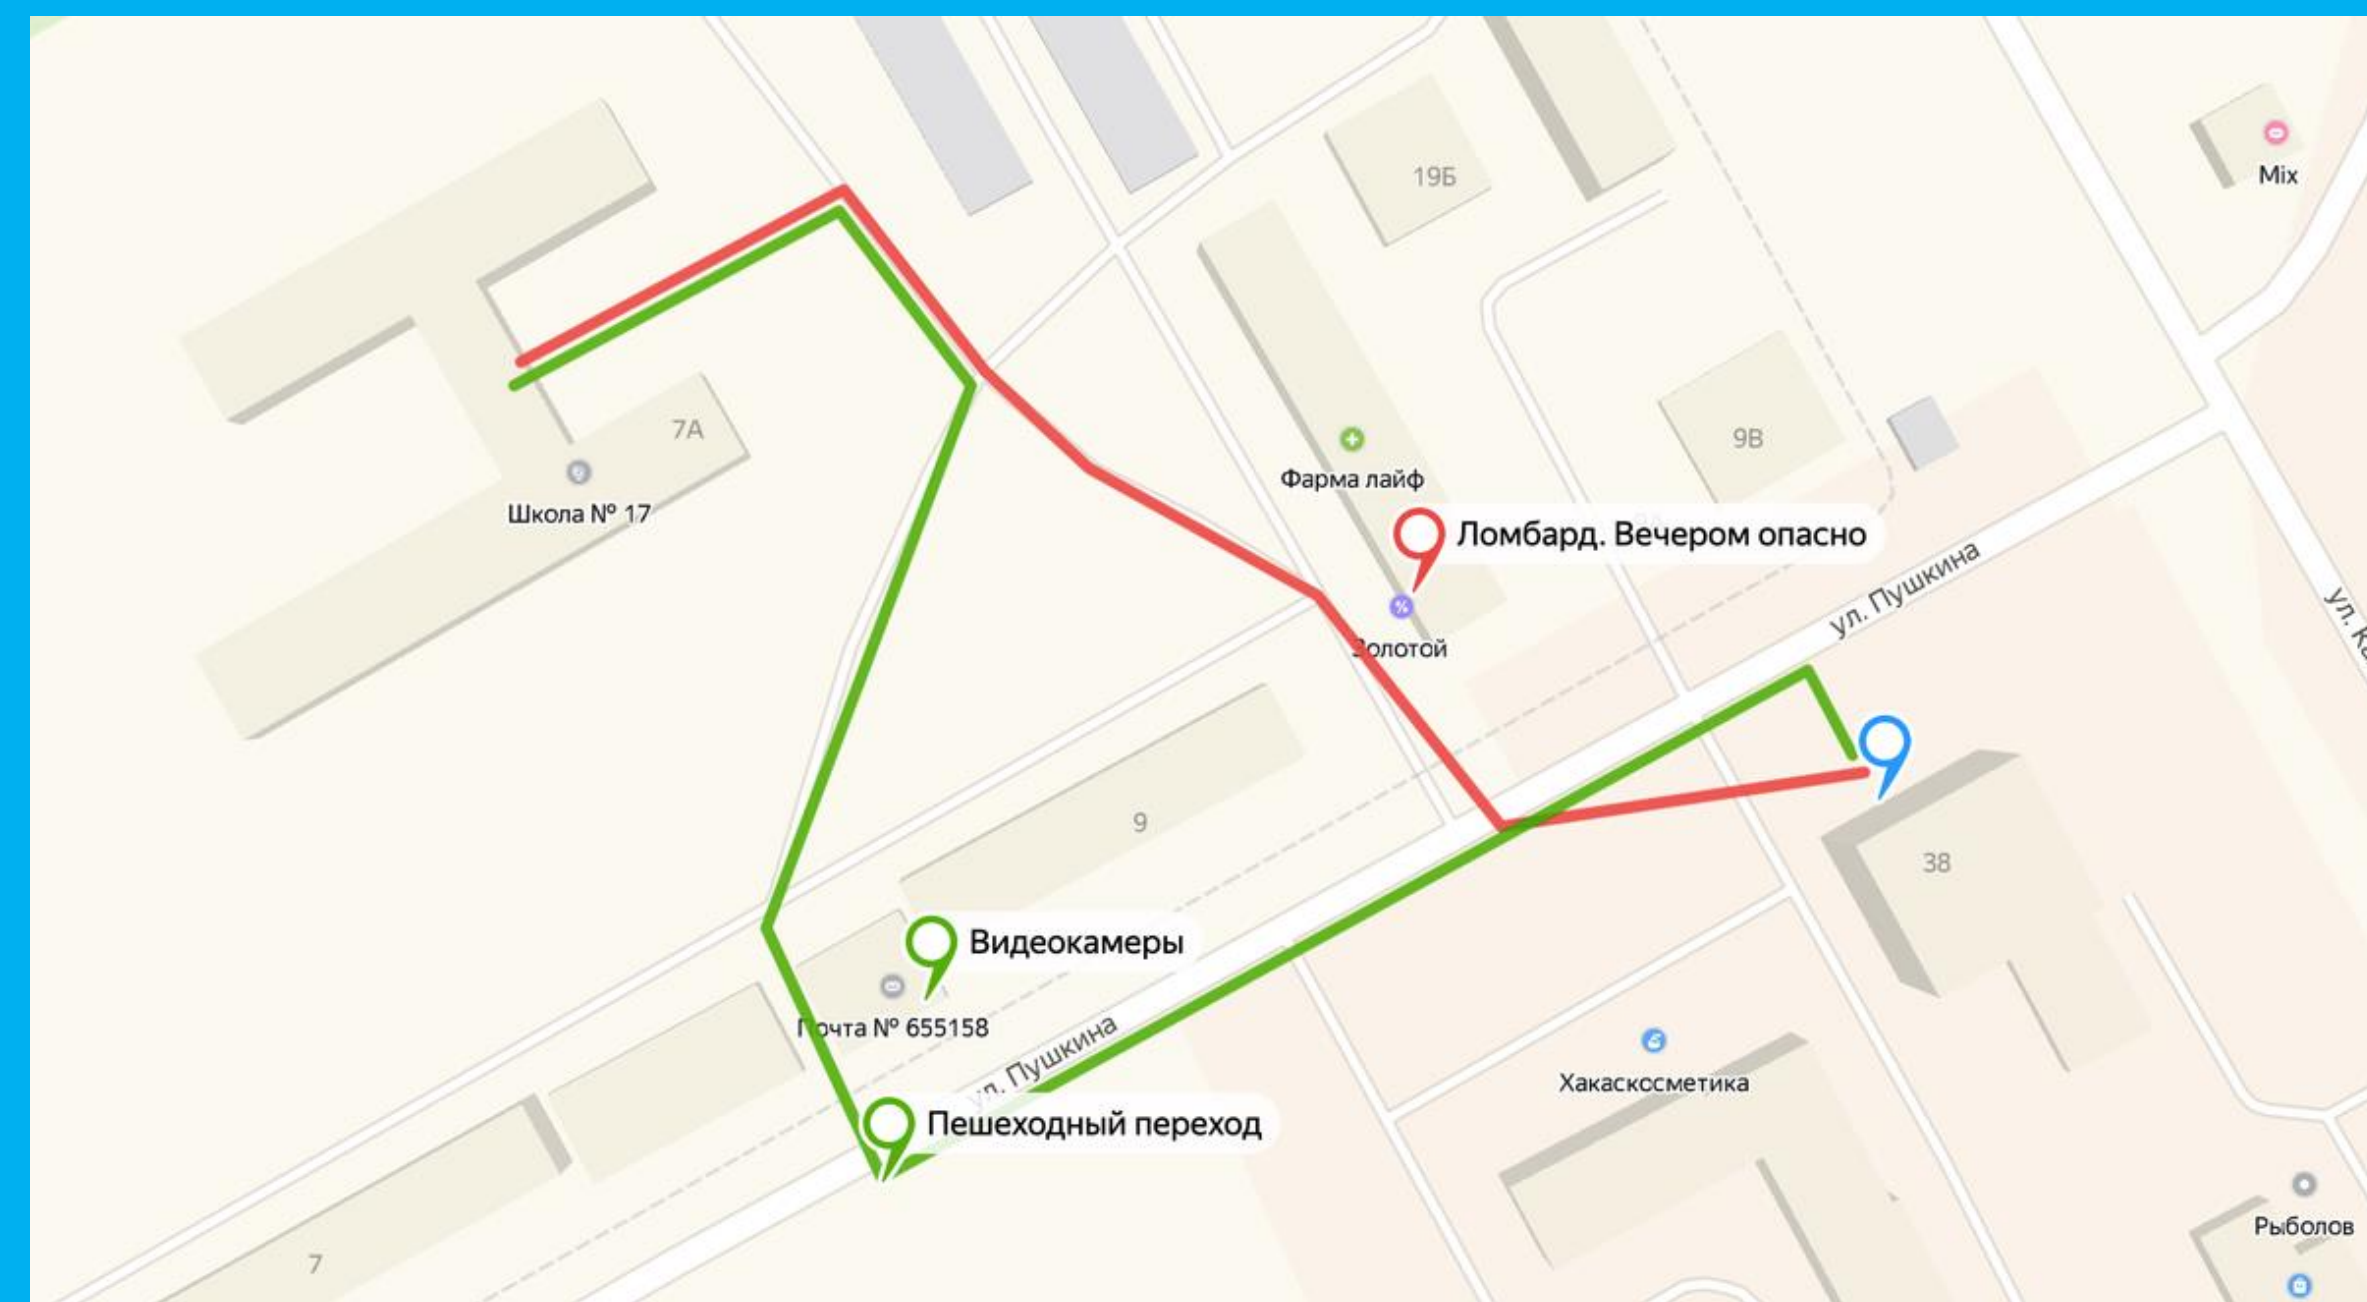 Mix
19Б
7А
9В
Фарма лайф
Школа № 17
Ломбард. Вечером опасно
ул. Пушкина
Золотой
9
38
Видеокамеры
Почта № 655158
ул. Пушкина
Хакаскосметика
Пешеходный переход
Рыболов
7